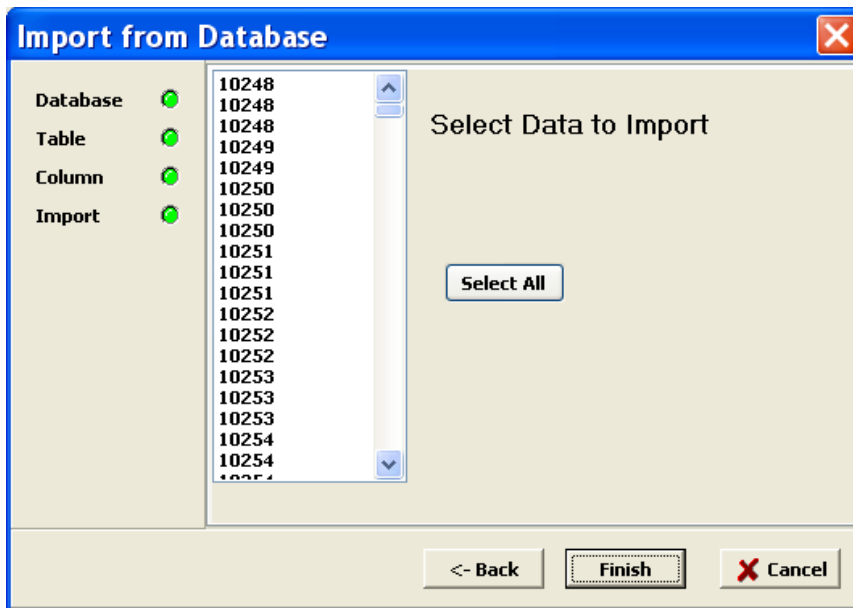 Import from Database
Database
Table
Column
Import
10248
10248
10248
10249
10249
10250
10250
10250
10251
10251
10251
10252
10252
10252
10253
10253
10253
10254
10254
10254
Select Data to Import
Select All
<- Back
Finish
Cancel